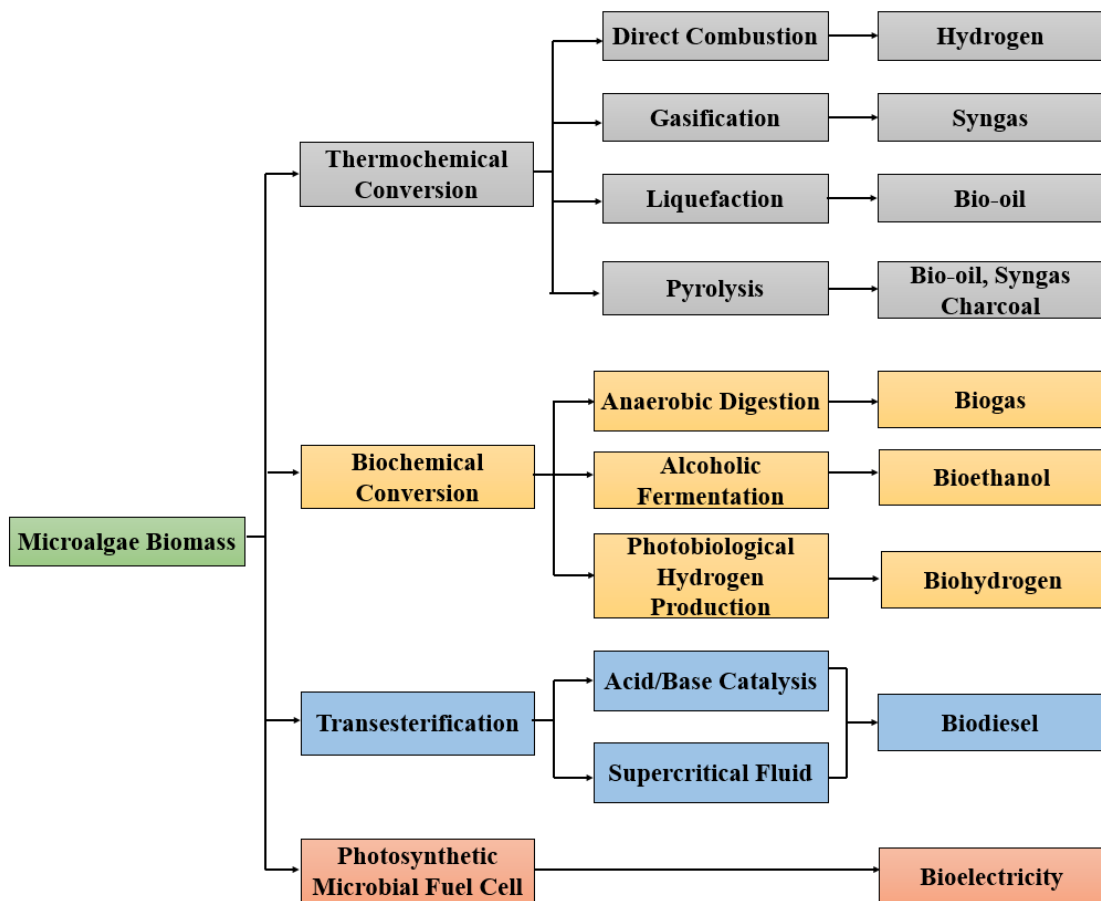 Direct Combustion
Hydrogen
Gasification
Syngas
Thermochemical
Conversion
Liquefaction
Bio-oil
Pyrolysis
Bio-oil, Syngas
Charcoal
Anaerobic Digestion
Biogas
Biochemical
Conversion
Alcoholic
Fermentation
Bioethanol
Microalgae Biomass
Photobiological
Hydrogen
Production
Biohydrogen
Transesterification
Acid/Base Catalysis
Supercritical Fluid
Biodiesel
Photosynthetic
Microbial Fuel Cell
Bioelectricity